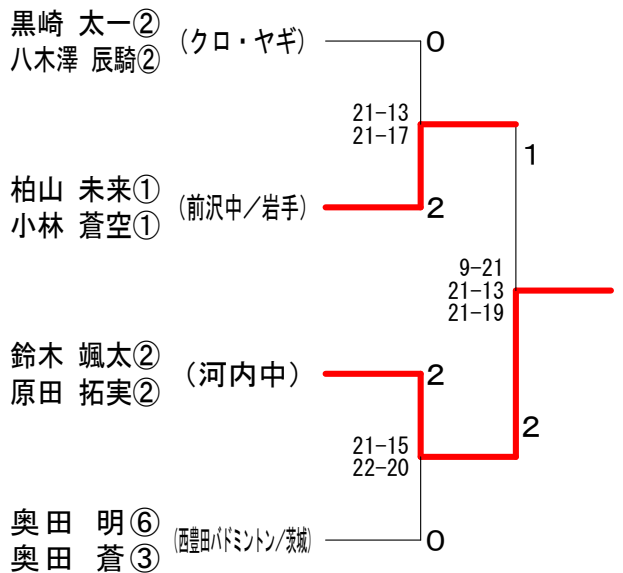 黒崎 太一②
八木澤 辰騎②
(クロ・ヤギ)
0
21-13
21-17
1
柏山 未来①
小林 蒼空①
(前沢中/岩手)
2
9-21
21-13
21-19
鈴木 颯太②
原田 拓実②
(河内中)
2
2
21-15
22-20
奥田 明⑥
奥田 蒼③
(西豊田バドミントン/茨城)
0